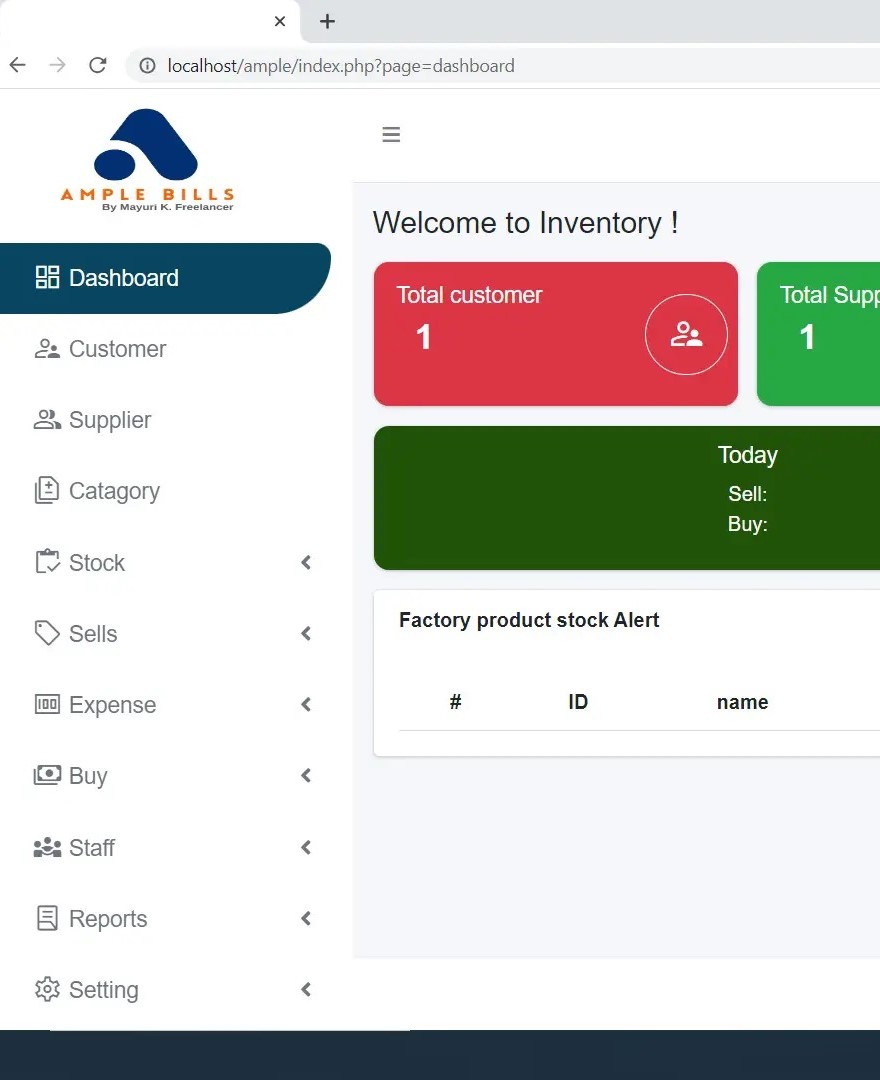 localhost/ample/index.php?page=dashboard
AMPLE BILLS
By Mayuri K. Freelancer
Dashboard
Customer
Supplier
Catagory
Stock
Sells
Expense
Buy
Staff
Reports
Setting
Welcome to Inventory !
Total customer
1
Total Supp
1
Today
Sell:
Buy:
Factory product stock Alert
# ID name